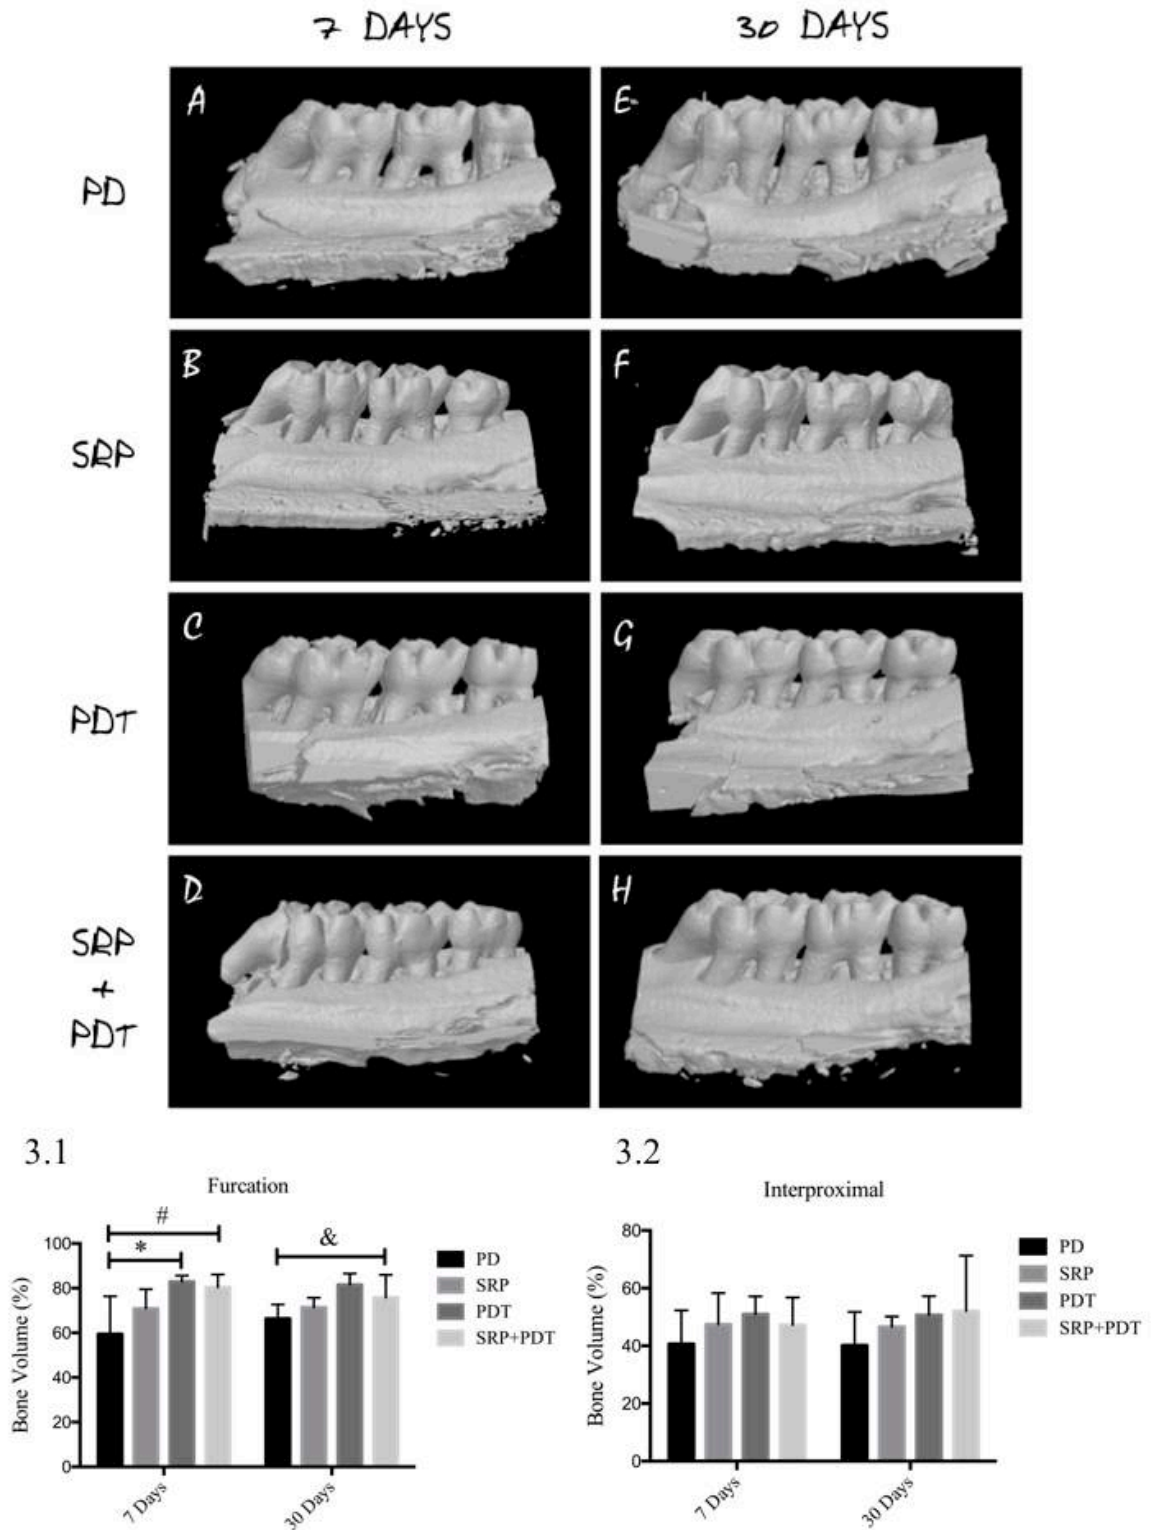 7 DAYS
30 DAYS
PD
A
E
SRP
B
F
PDT
C
G
SRP
+
PDT
D
H
3.1
Furcation
#
*
&
Bone Volume (%)
100
80
60
40
20
0
7 Days
30 Days
PD
SRP
PDT
SRP+PDT
3.2
Interproximal
Bone Volume (%)
80
60
40
20
0
7 Days
30 Days
PD
SRP
PDT
SRP+PDT